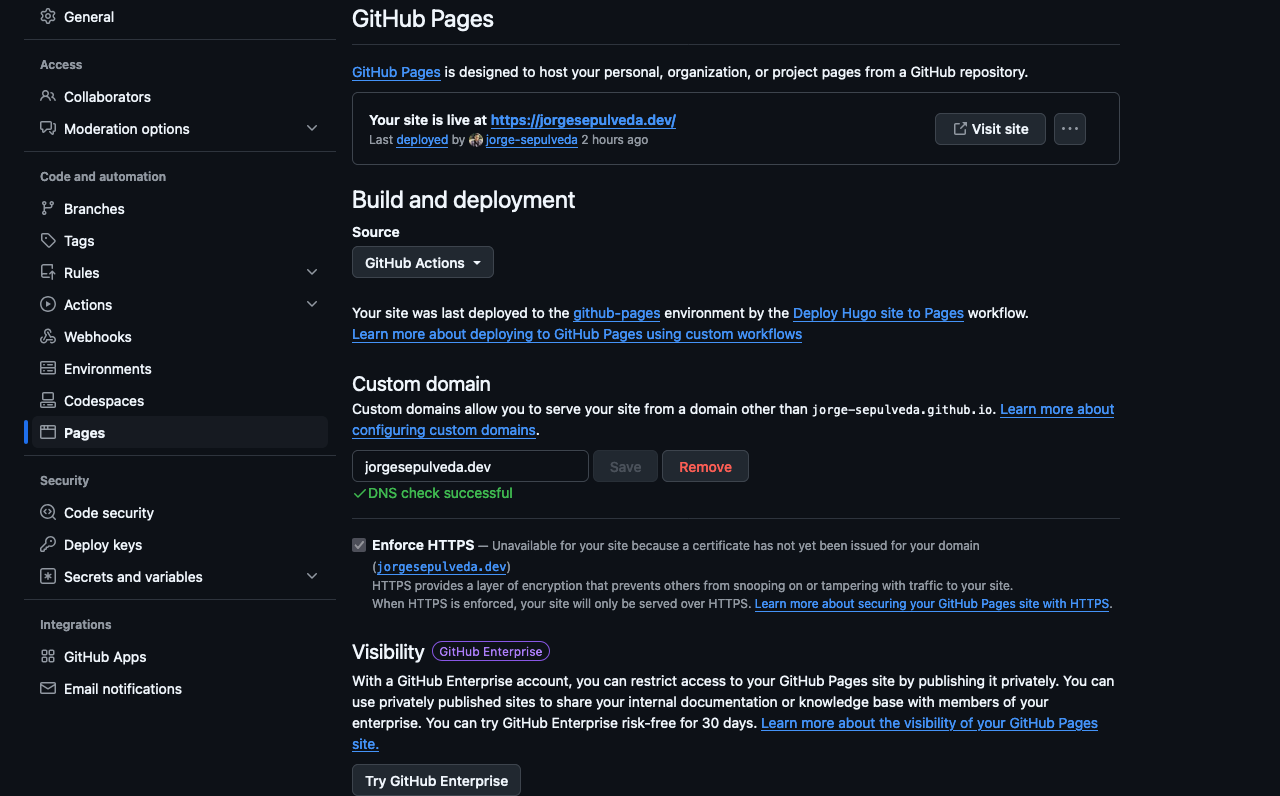 General
Access
Collaborators
Moderation options
Code and automation
Branches
Tags
Rules
Actions
Webhooks
Environments
Codespaces
Pages
Security
Code security
Deploy keys
Secrets and variables
Integrations
GitHub Apps
Email notifications
GitHub Pages
GitHub Pages is designed to host your personal, organization, or project pages from a GitHub repository.
Your site is live at https://jorgesepulveda.dev/
Last deployed by jorge-sepulveda 2 hours ago
Visit site
Build and deployment
Source
GitHub Actions
Your site was last deployed to the github-pages environment by the Deploy Hugo site to Pages workflow.
Learn more about deploying to GitHub Pages using custom workflows
Custom domain
Custom domains allow you to serve your site from a domain other than jorge-sepulveda.github.io. Learn more about
configuring custom domains.
jorgesepulveda.dev
Save
Remove
DNS check successful
Enforce HTTPS — Unavailable for your site because a certificate has not yet been issued for your domain
(jorgesepulveda.dev)
HTTPS provides a layer of encryption that prevents others from snooping on or tampering with traffic to your site.
When HTTPS is enforced, your site will only be served over HTTPS. Learn more about securing your GitHub Pages site with HTTPS.
Visibility GitHub Enterprise
With a GitHub Enterprise account, you can restrict access to your GitHub Pages site by publishing it privately. You can
use privately published sites to share your internal documentation or knowledge base with members of your
enterprise. You can try GitHub Enterprise risk-free for 30 days. Learn more about the visibility of your GitHub Pages
site.
Try GitHub Enterprise